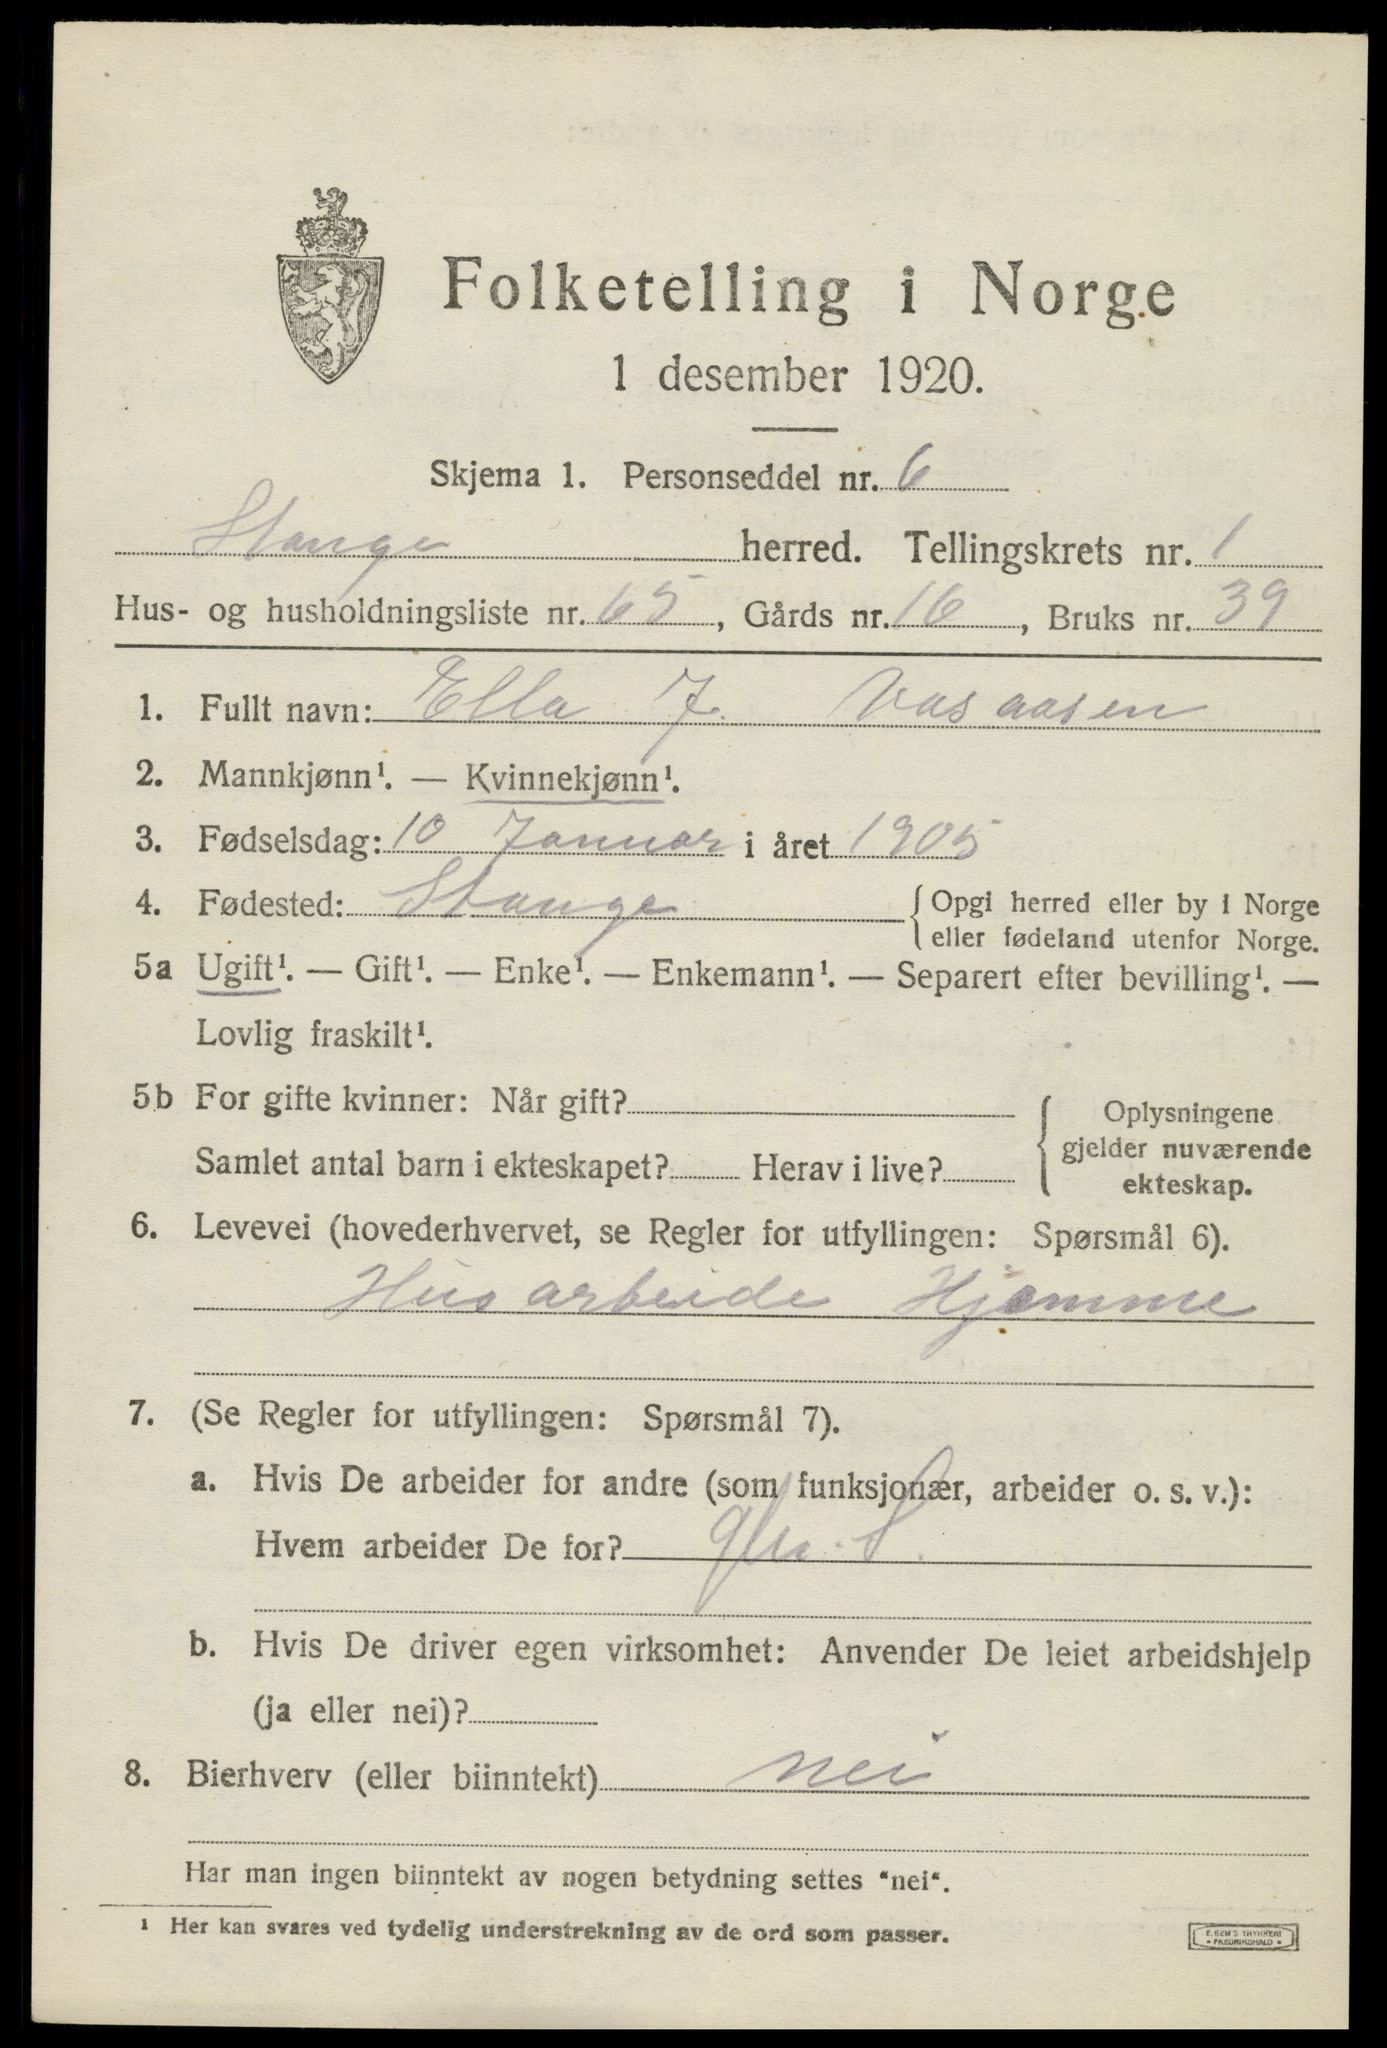 Folketelling i Norge
1 desember 1920.
Skjema 1. Personseddel nr. 6
Stange herred. Tellingskrets nr. 1
Hus- og husholdningsliste nr. 65, Gårds nr. 16, Bruks nr. 39
1. Fullt navn: Ella J. Vasaasen
2. Mannkjønn¹. — Kvinnekjønn¹.
3. Fødselsdag: 10 Januar i året 1905
4. Fødested: Stange { Opgi herred eller by i Norge
eller fødeland utenfor Norge.
5a Ugift¹. — Gift¹. — Enke¹. — Enkemann¹. — Separert efter bevilling¹. —
Lovlig fraskilt¹.
5b For gifte kvinner: Når gift?
Samlet antal barn i ekteskapet? Herav i live?
{ Oplysningene
gjelder nuværende
ekteskap.
6. Levevei (hovederhvervet, se Regler for utfyllingen: Spørsmål 6).
Husarbeide Hjemme
7. (Se Regler for utfyllingen: Spørsmål 7).
a. Hvis De arbeider for andre (som funksjonær, arbeider o. s. v.):
Hvem arbeider De for?
b. Hvis De driver egen virksomhet: Anvender De leiet arbeidshjelp
(ja eller nei)?
8. Bierhverv (eller biinntekt) nei
Har man ingen biinntekt av nogen betydning settes "nei".
¹ Her kan svares ved tydelig understrekning av de ord som passer.
E. SEM'S TRYKKERI
• FREDRIKSHALD •